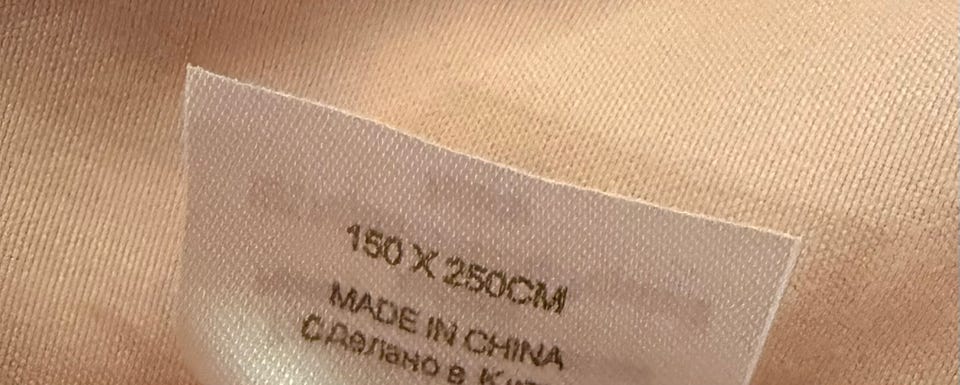 150 X 250CM
MADE IN CHINA
Сделано в